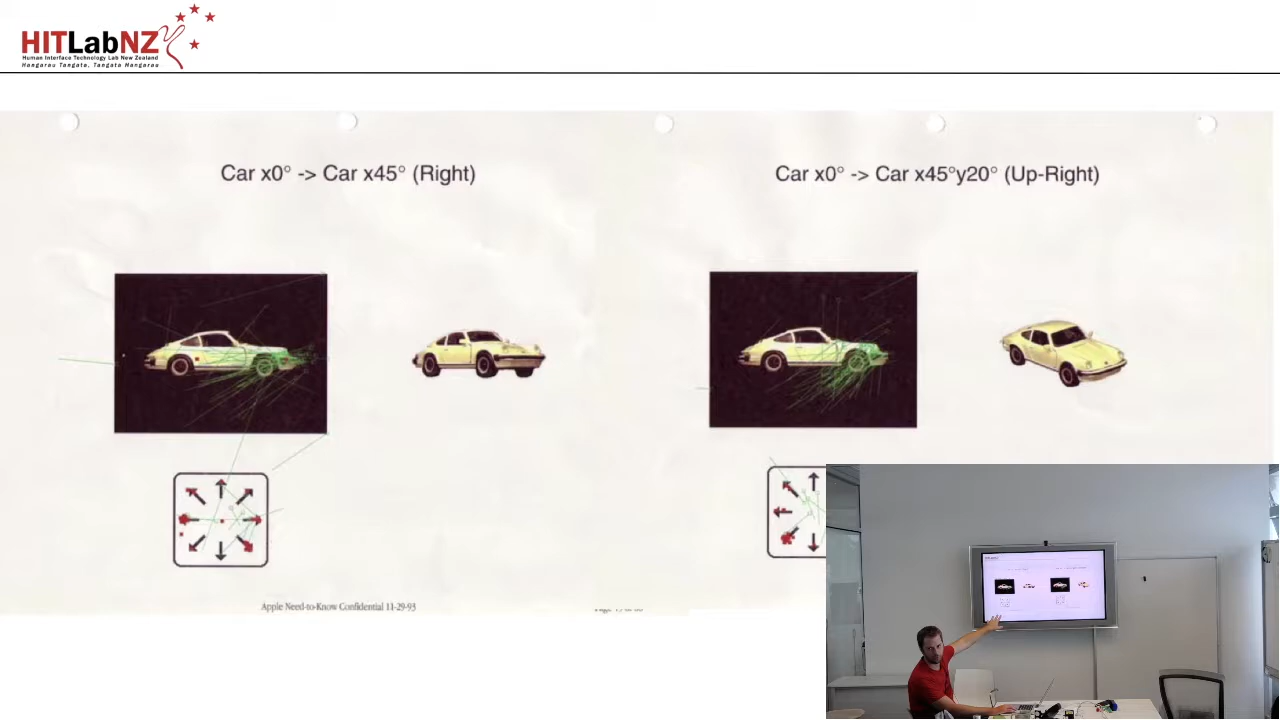 HITLabNZ
Human Interface Technology Lab New Zealand
Hangarau Tangata, Tangata Hangarau
Car x0° -> Car x45° (Right)
Car x0° -> Car x45°y20° (Up-Right)
Apple Need-to-Know Confidential 11-29-93